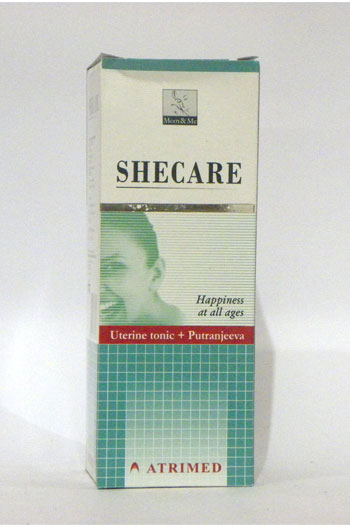 Mom & Me
SHECARE
Happiness
at all ages
Uterine tonic + Putranjeeva
ATRIMED